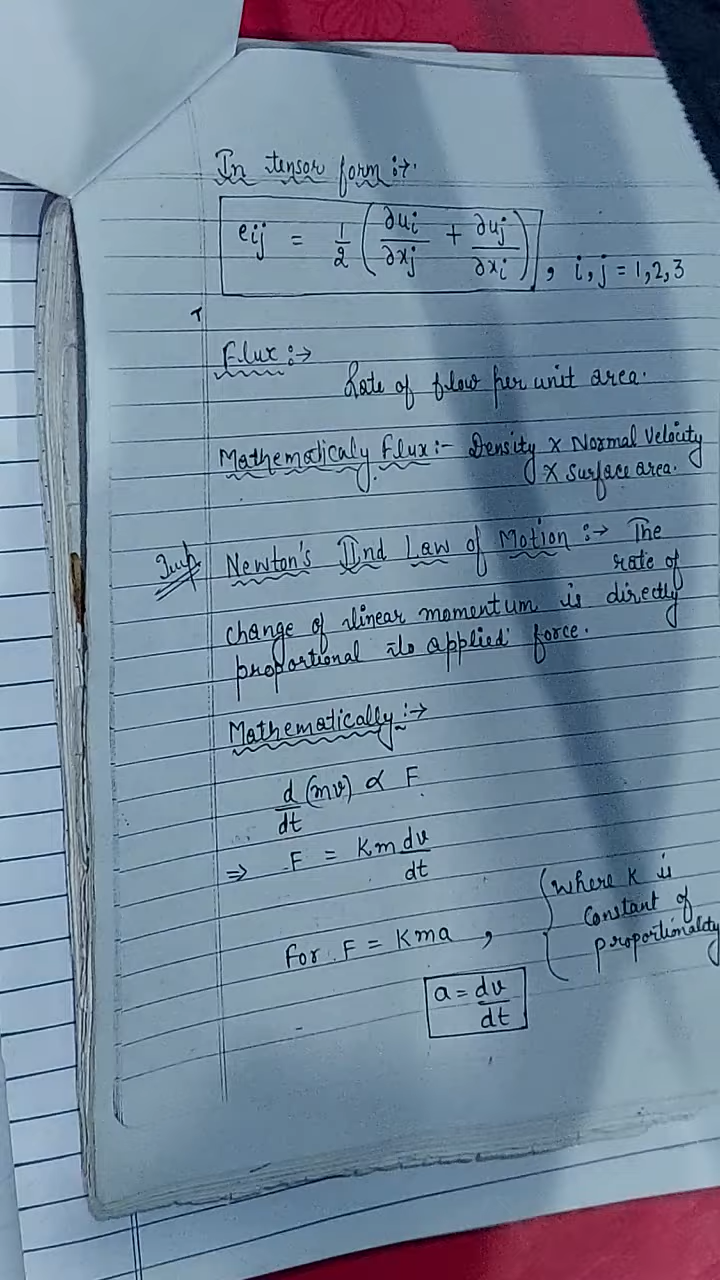 In tensor form :→
eij = 1/2 (∂ui/∂xj + ∂uj/∂xi), i, j = 1, 2, 3
Flux :→
Rate of flow per unit area.
Mathematicaly Flux :- Density × Normal Velocity
× Surface area.
Imp Newton's IInd Law of Motion :→ The
rate of
change of linear momentum is directly
proportional to applied force.
Mathematically :→
d/dt (mv) ∝ F
⇒ F = Km dv/dt
For F = Kma , { where K is
constant of
proportionality
a = dv/dt